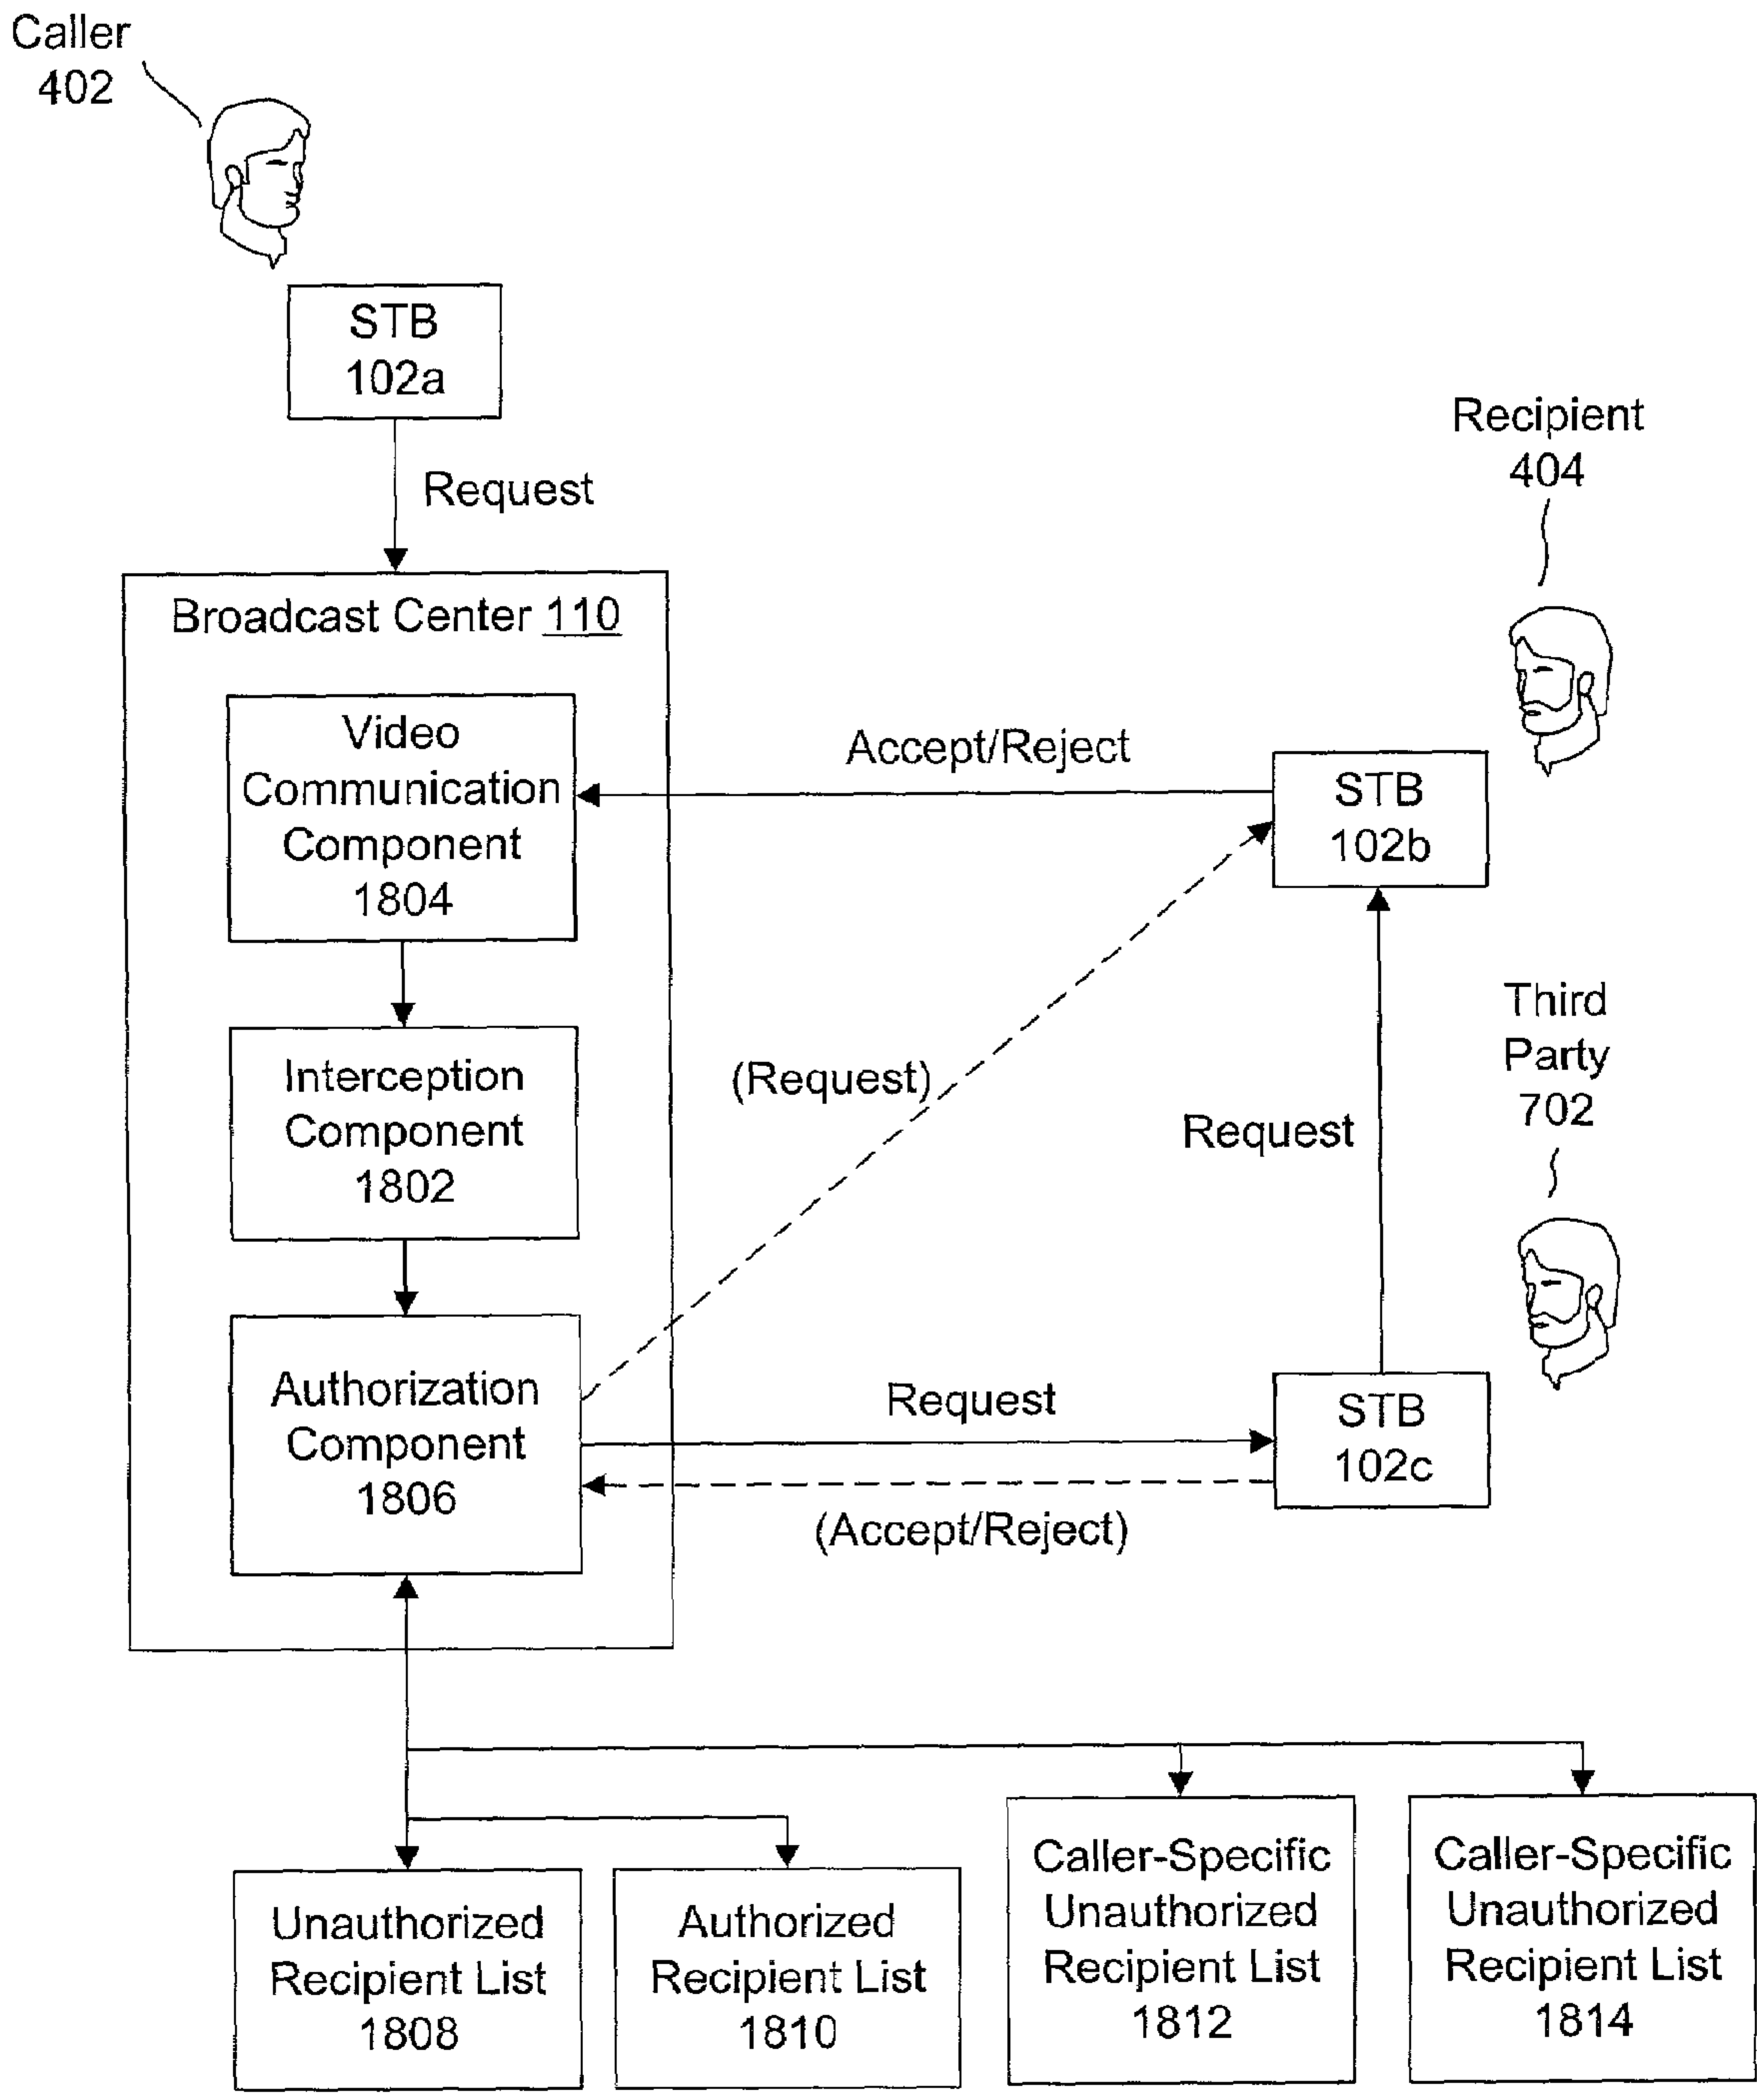 Caller
402
STB
102a
Request
Recipient
404
Broadcast Center 110
Video
Communication
Component
1804
Accept/Reject
STB
102b
Interception
Component
1802
(Request)
Request
Third
Party
702
Authorization
Component
1806
Request
(Accept/Reject)
STB
102c
Unauthorized
Recipient List
1808
Authorized
Recipient List
1810
Caller-Specific
Unauthorized
Recipient List
1812
Caller-Specific
Unauthorized
Recipient List
1814